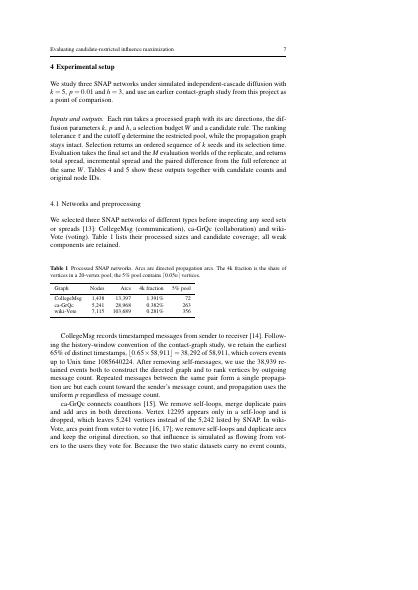 Evaluating candidate-restricted influence maximization 7
4 Experimental setup
We study three SNAP networks under simulated independent-cascade diffusion with
k = 5, p = 0.01 and h = 3, and use an earlier contact-graph study from this project as
a point of comparison.
Inputs and outputs. Each run takes a processed graph with its arc directions, the dif-
fusion parameters k, p and h, a selection budget W and a candidate rule. The ranking
tolerance τ and the cutoff q determine the restricted pool, while the propagation graph
stays intact. Selection returns an ordered sequence of k seeds and its selection time.
Evaluation takes the final set and the M evaluation worlds of the replicate, and returns
total spread, incremental spread and the paired difference from the full reference at
the same W. Tables 4 and 5 show these outputs together with candidate counts and
original node IDs.
4.1 Networks and preprocessing
We selected three SNAP networks of different types before inspecting any seed sets
or spreads [13]: CollegeMsg (communication), ca-GrQc (collaboration) and wiki-
Vote (voting). Table 1 lists their processed sizes and candidate coverage; all weak
components are retained.
Table 1 Processed SNAP networks. Arcs are directed propagation arcs. The 4k fraction is the share of
vertices in a 20-vertex pool; the 5% pool contains ⌈0.05n⌉ vertices.
Graph Nodes Arcs 4k fraction 5% pool
CollegeMsg 1,438 13,397 1.391% 72
ca-GrQc 5,241 28,968 0.382% 263
wiki-Vote 7,115 103,689 0.281% 356
CollegeMsg records timestamped messages from sender to receiver [14]. Follow-
ing the history-window convention of the contact-graph study, we retain the earliest
65% of distinct timestamps, ⌊0.65 × 58,911⌋ = 38,292 of 58,911, which covers events
up to Unix time 1085640224. After removing self-messages, we use the 38,939 re-
tained events both to construct the directed graph and to rank vertices by outgoing
message count. Repeated messages between the same pair form a single propaga-
tion arc but each count toward the sender's message count, and propagation uses the
uniform p regardless of message count.
ca-GrQc connects coauthors [15]. We remove self-loops, merge duplicate pairs
and add arcs in both directions. Vertex 12295 appears only in a self-loop and is
dropped, which leaves 5,241 vertices instead of the 5,242 listed by SNAP. In wiki-
Vote, arcs point from voter to votee [16, 17]; we remove self-loops and duplicate arcs
and keep the original direction, so that influence is simulated as flowing from vot-
ers to the users they vote for. Because the two static datasets carry no event counts,